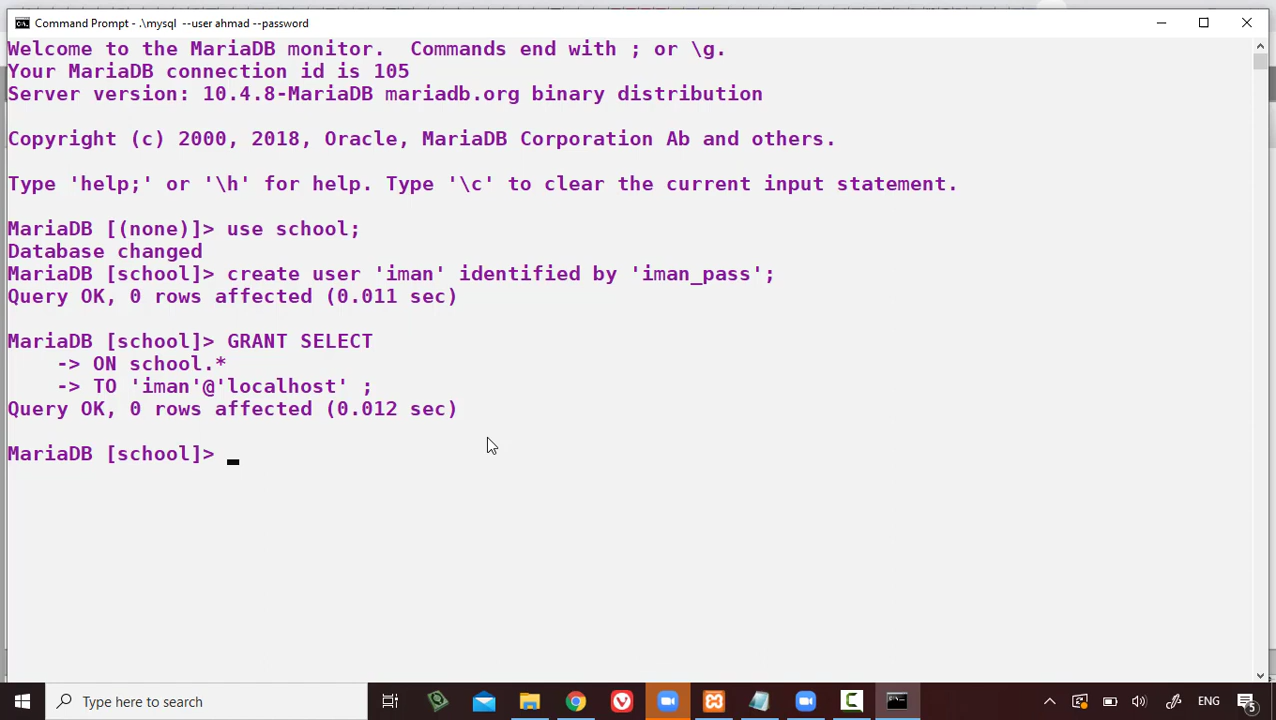 Command Prompt - .\mysql --user ahmad --password
Welcome to the MariaDB monitor.  Commands end with ; or \g.
Your MariaDB connection id is 105
Server version: 10.4.8-MariaDB mariadb.org binary distribution
Copyright (c) 2000, 2018, Oracle, MariaDB Corporation Ab and others.
Type 'help;' or '\h' for help. Type '\c' to clear the current input statement.
MariaDB [(none)]> use school;
Database changed
MariaDB [school]> create user 'iman' identified by 'iman_pass';
Query OK, 0 rows affected (0.011 sec)
MariaDB [school]> GRANT SELECT
    -> ON school.*
    -> TO 'iman'@'localhost' ;
Query OK, 0 rows affected (0.012 sec)
MariaDB [school]>
Type here to search
ENG
5